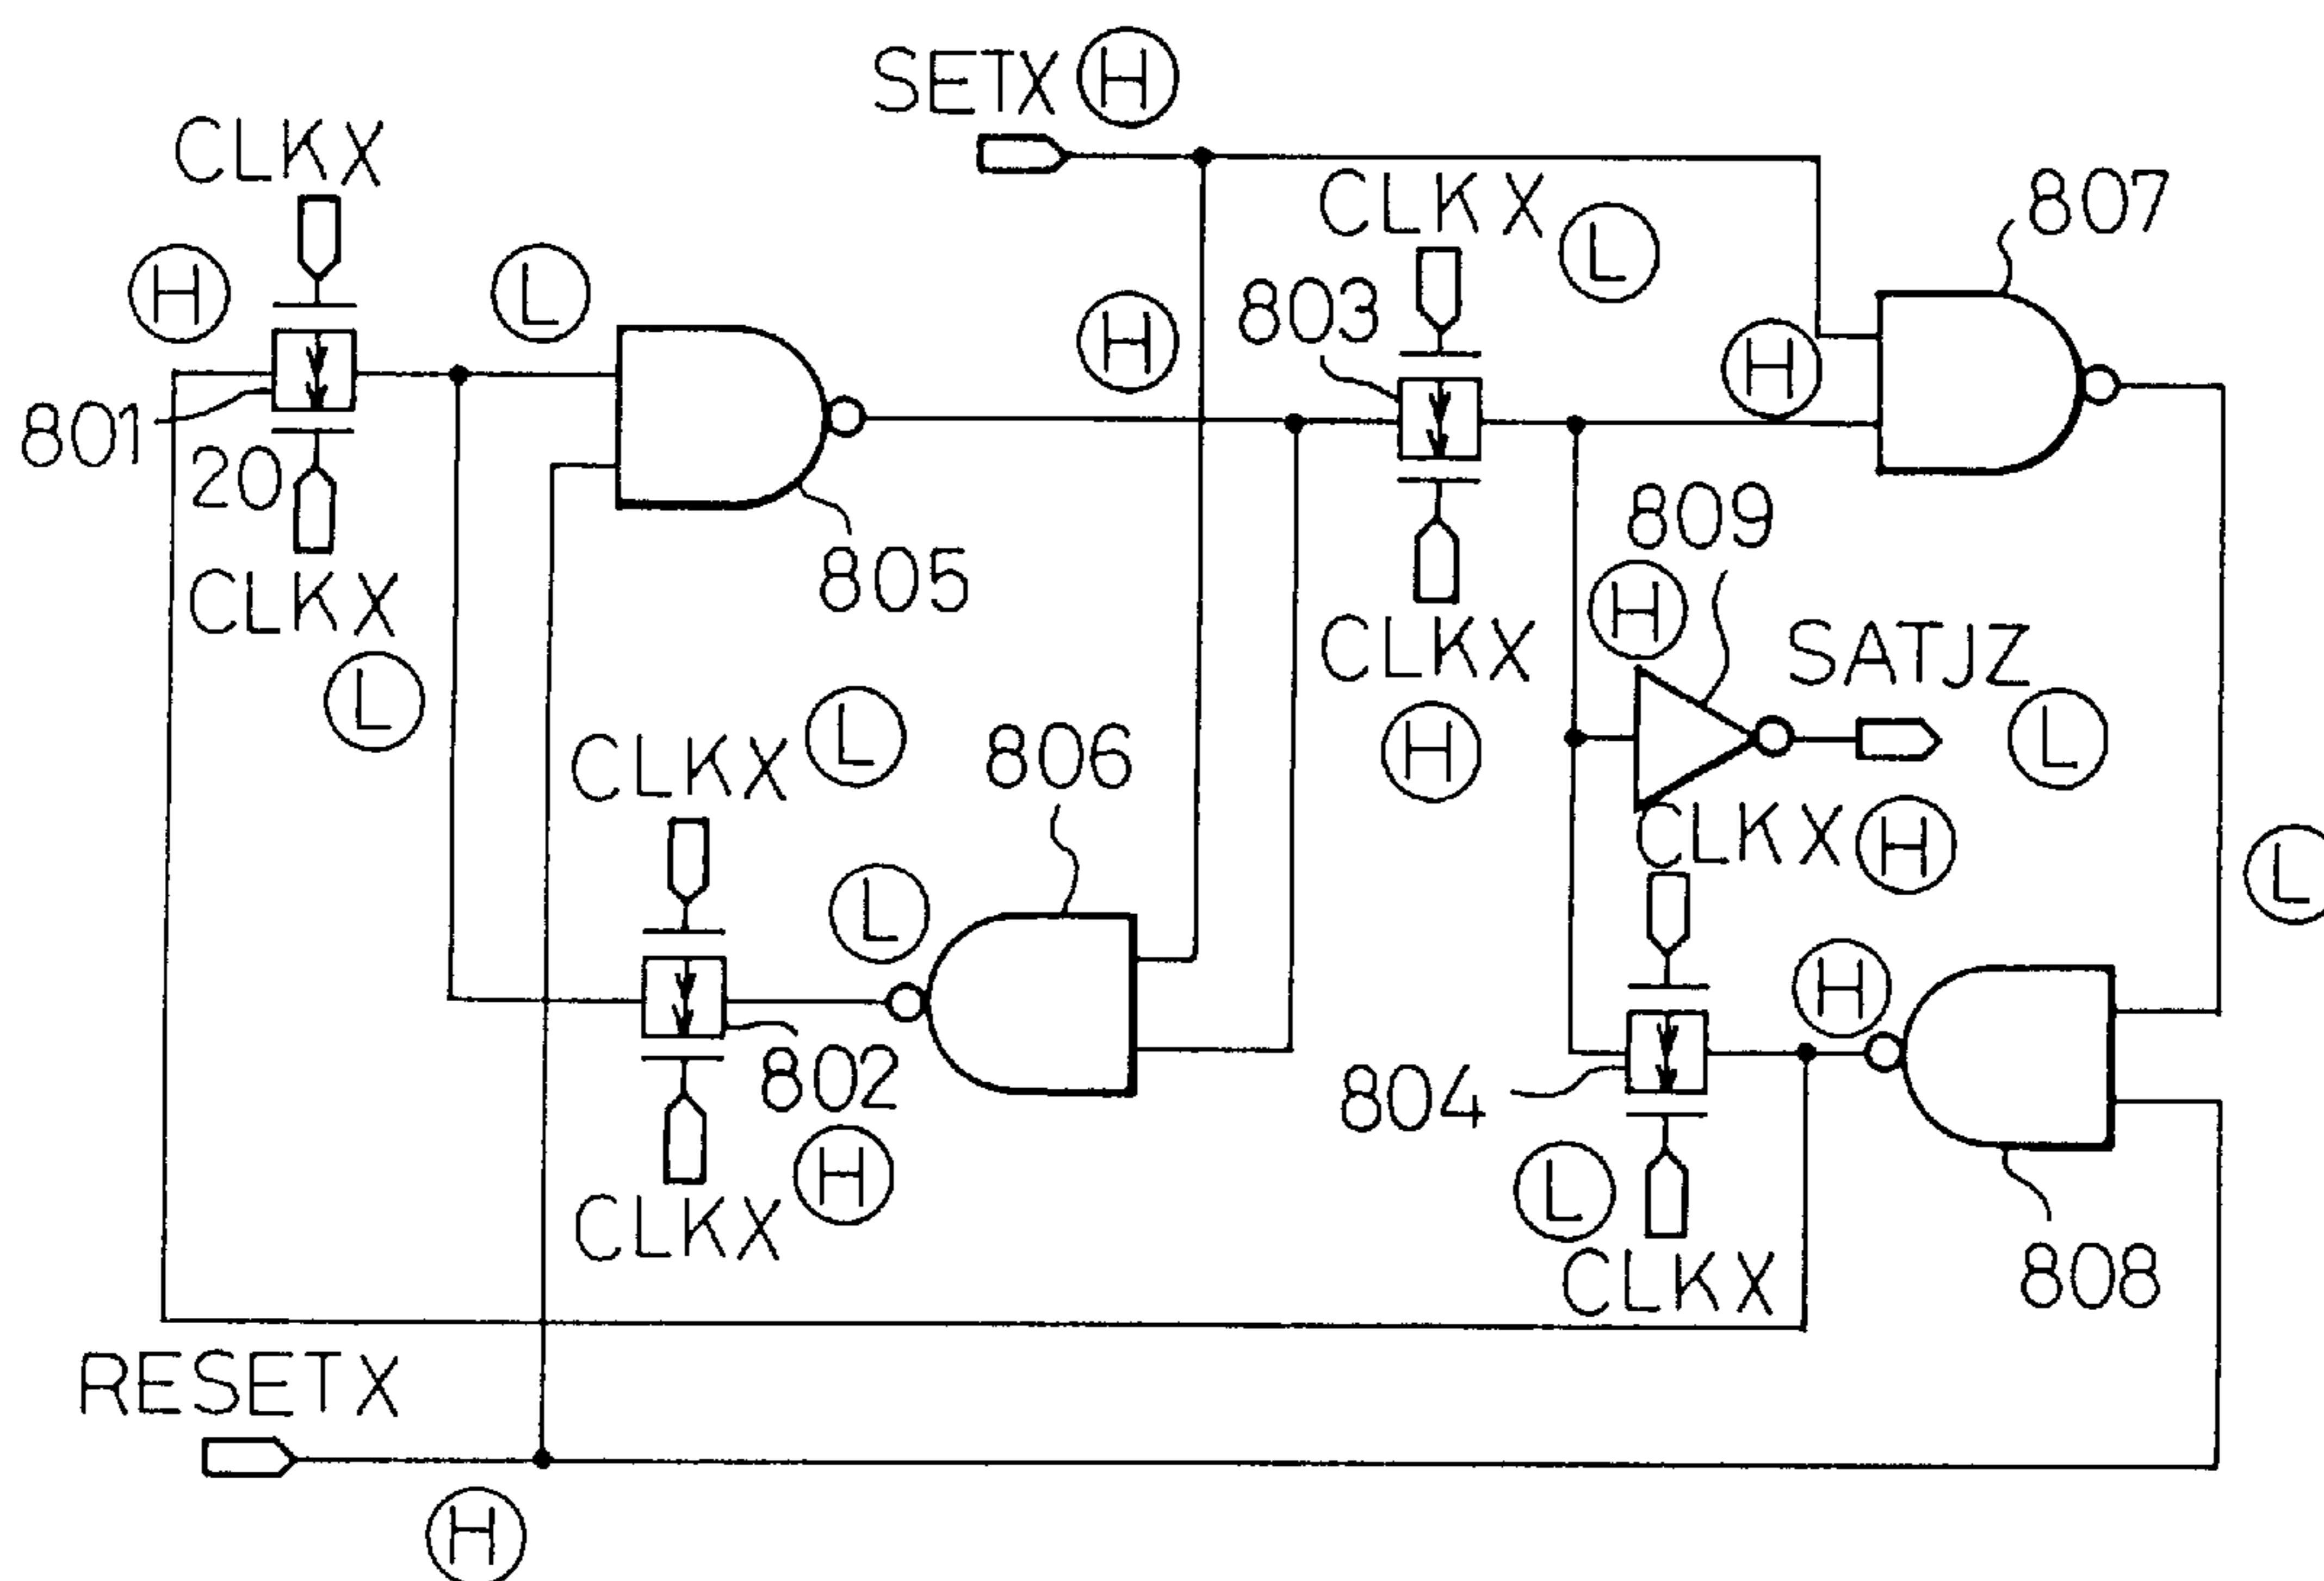 SETX H
CLKX
CLKX L
807
H
L
H
803
H
801
20
805
809
CLKX
L
H
CLKX
H
SATJZ
L
CLKX L
806
CLKX H
L
L
H
802
H
804
L
CLKX
CLKX
808
RESETX
H